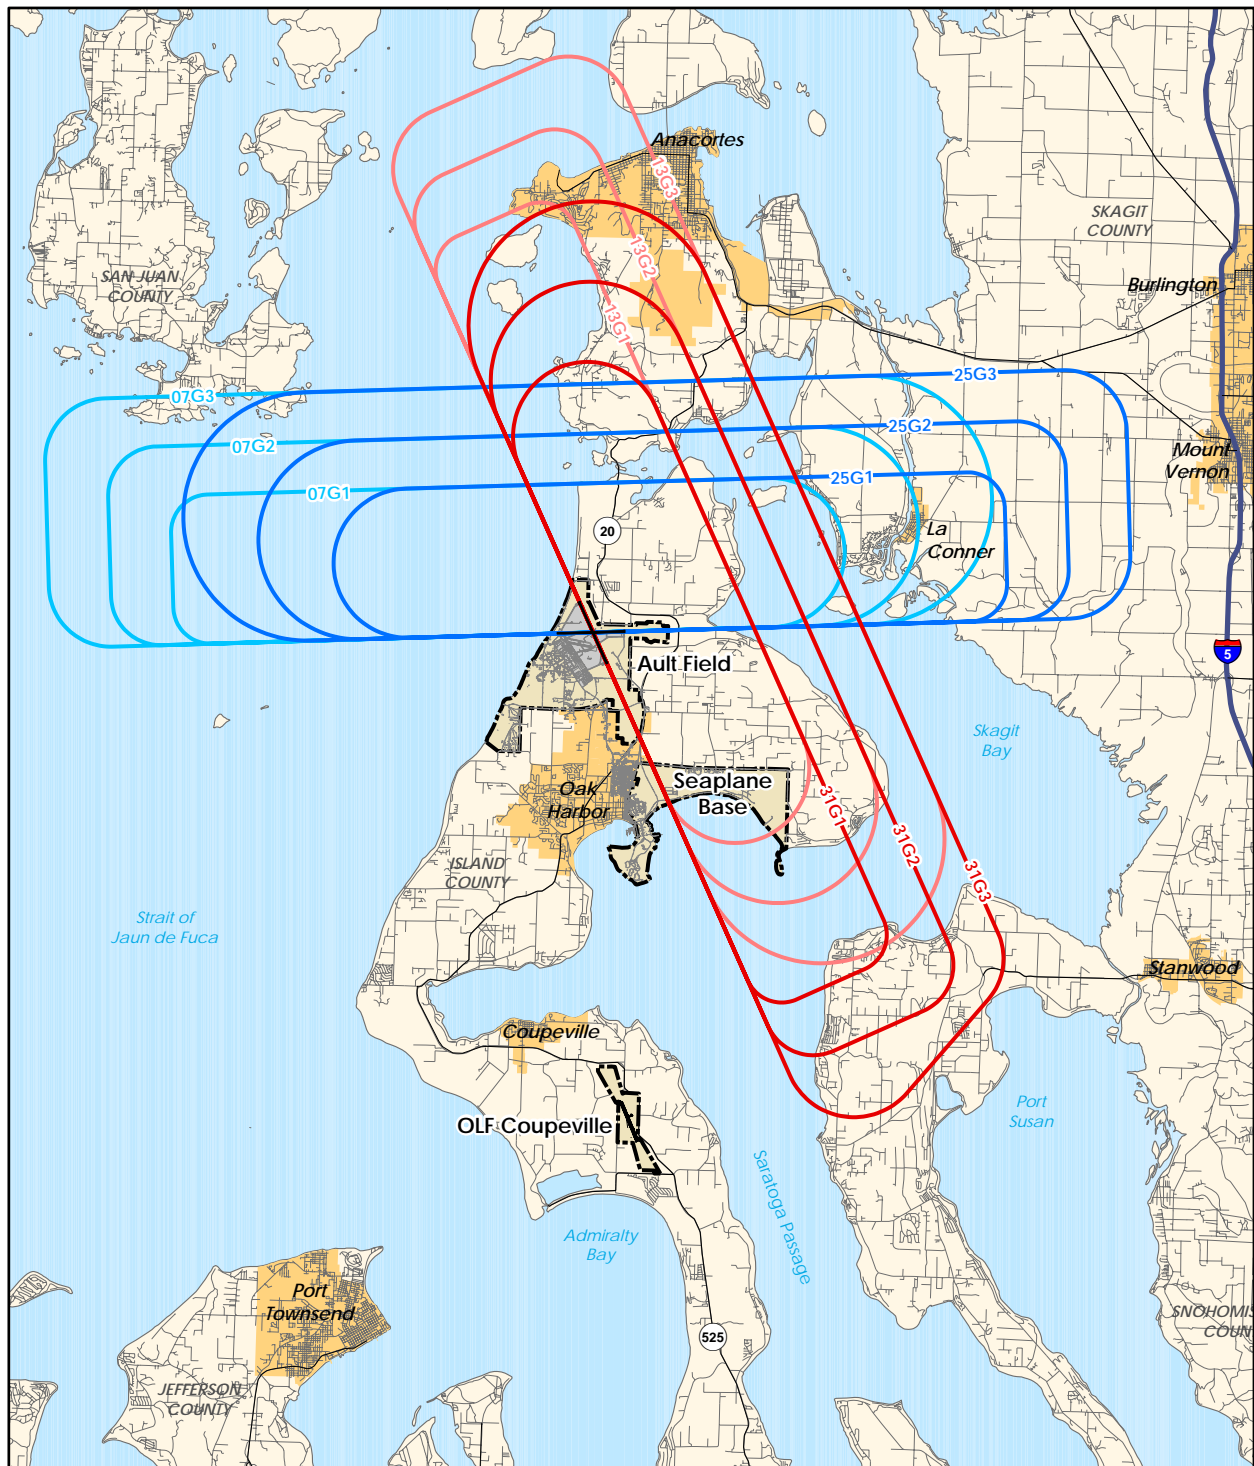 Anacortes
13G3
SKAGIT
COUNTY
13G2
SAN JUAN
COUNTY
Burlington
13G1
25G3
07G3
25G2
07G2
Mount
Vernon
25G1
07G1
20
La
Conner
5
Ault Field
Skagit
Bay
Seaplane
Base
Oak
Harbor
31G1
31G2
31G3
ISLAND
COUNTY
Strait of
Jaun de Fuca
Stanwood
Coupeville
Port
Susan
OLF Coupeville
Saratoga Passage
Admiralty
Bay
Port
Townsend
SNOHOMIS
COUN
525
JEFFERSON
COUNTY